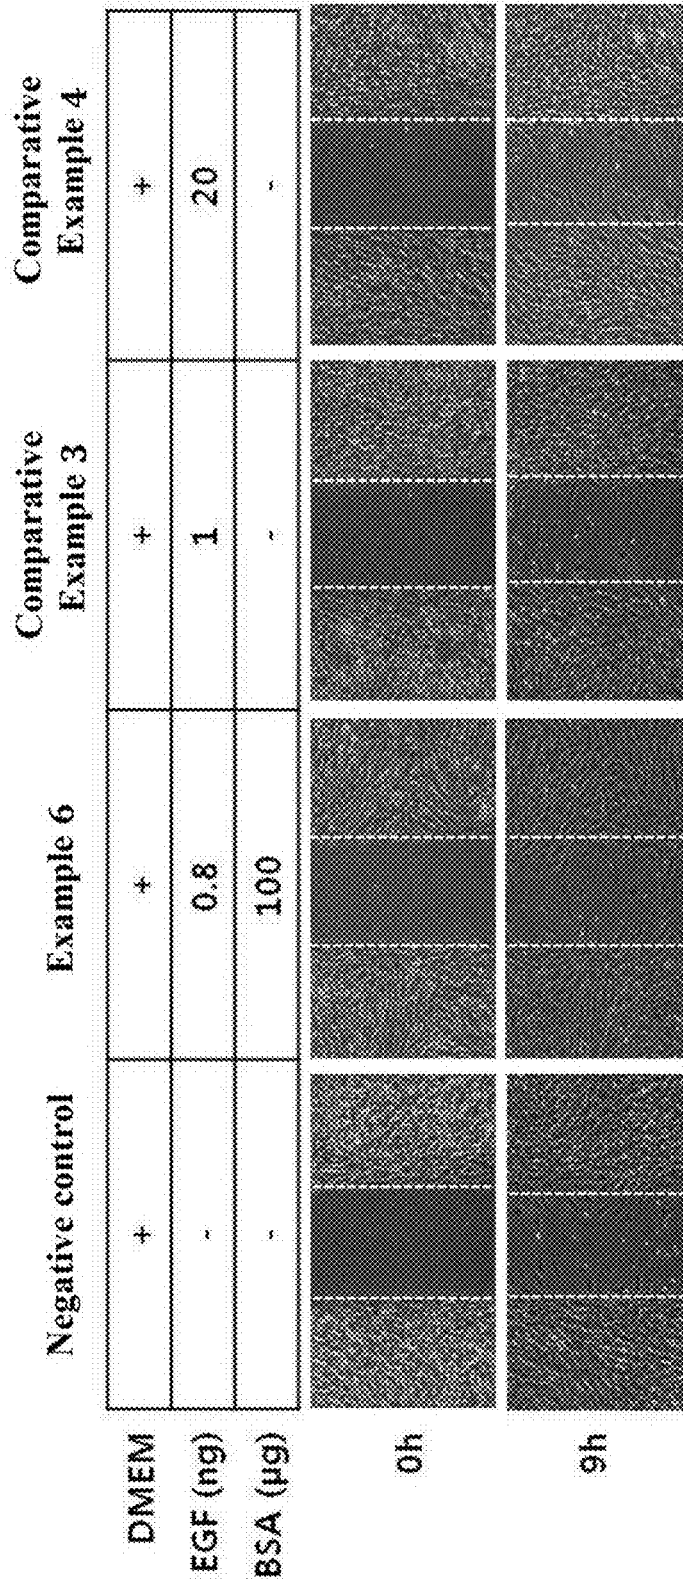 Negative control
Example 6
Comparative
Example 3
Comparative
Example 4
DMEM + + + +
EGF (ng) - 0.8 1 20
BSA (µg) - 100 - -
0h
9h